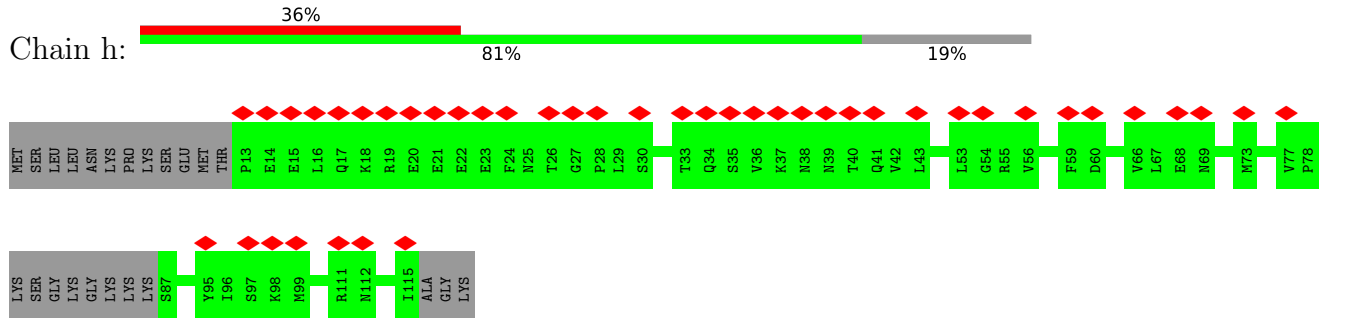 36%
Chain h:
81%
19%
MET SER LEU LEU ASN LYS PRO LYS SER GLU MET THR P13 E14 E15 L16 Q17 K18 R19 E20 E21 E22 E23 F24 N25 T26 G27 P28 L29 S30 T33 Q34 S35 V36 K37 N38 N39 T40 Q41 V42 L43 L53 G54 R55 V56 F59 D60 V66 L67 E68 N69 M73 V77 P78
LYS SER GLY LYS GLY LYS LYS LYS S87 Y95 I96 S97 K98 M99 R111 N112 I115 ALA GLY LYS